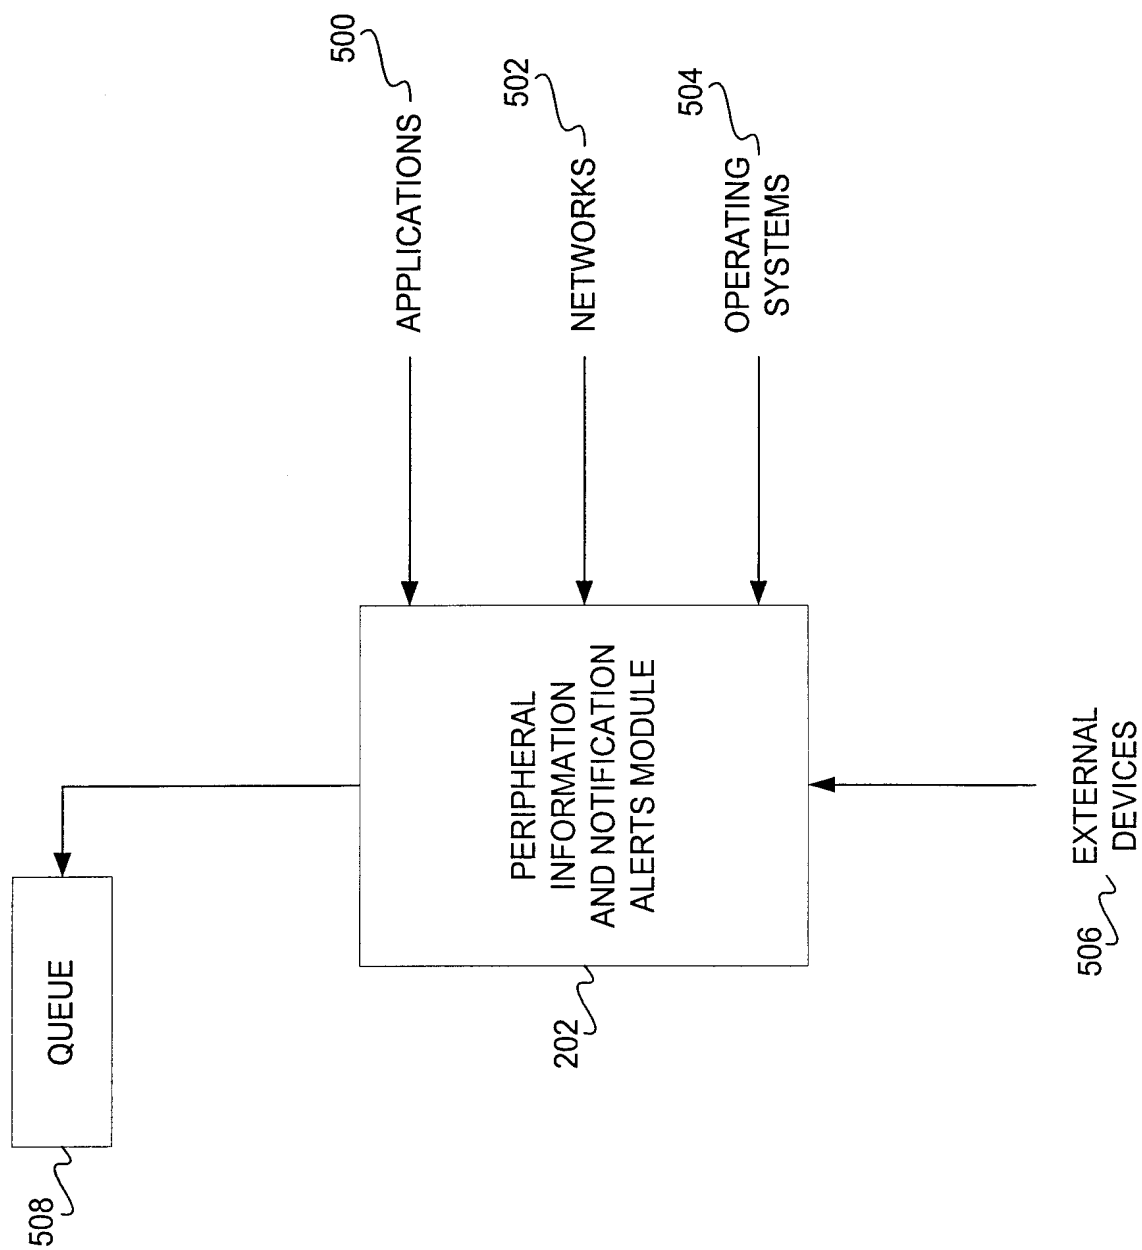 508
QUEUE
202
PERIPHERAL
INFORMATION
AND NOTIFICATION
ALERTS MODULE
506
EXTERNAL
DEVICES
APPLICATIONS
500
NETWORKS
502
OPERATING
SYSTEMS
504